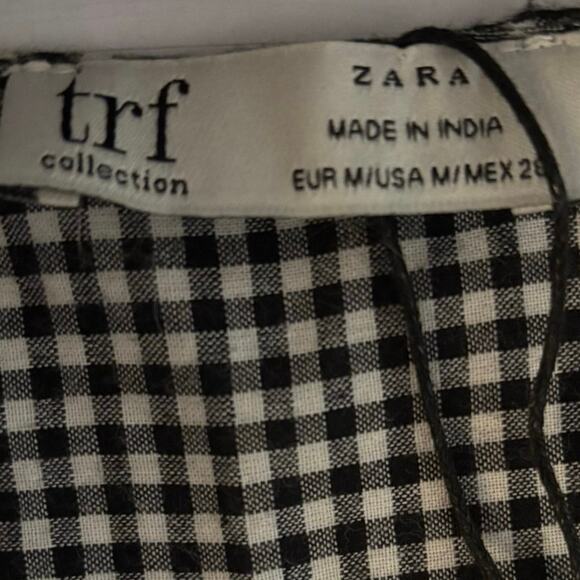 trf
collection
ZARA
MADE IN INDIA
EUR M/USA M/MEX 28